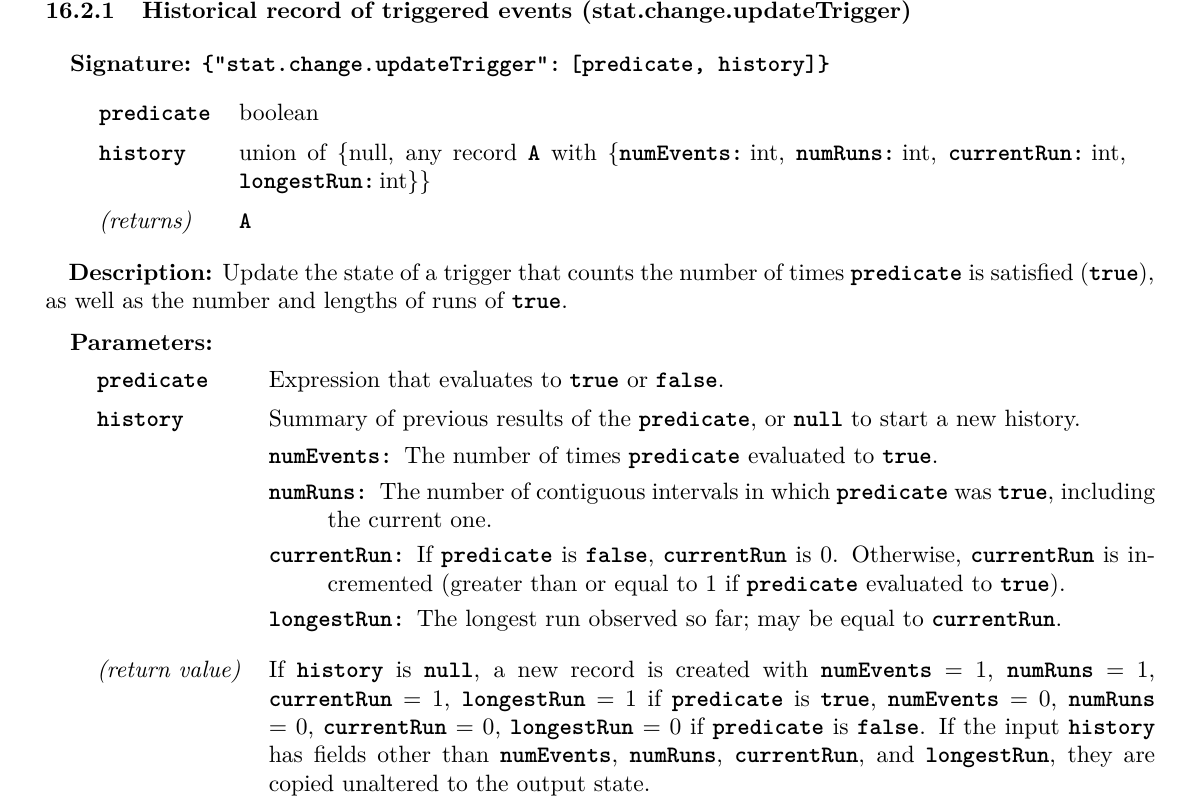 16.2.1 Historical record of triggered events (stat.change.updateTrigger)
Signature: {"stat.change.updateTrigger": [predicate, history]}
predicate boolean
history union of {null, any record A with {numEvents: int, numRuns: int, currentRun: int,
longestRun: int}}
(returns) A
Description: Update the state of a trigger that counts the number of times predicate is satisfied (true),
as well as the number and lengths of runs of true.
Parameters:
predicate Expression that evaluates to true or false.
history Summary of previous results of the predicate, or null to start a new history.
numEvents: The number of times predicate evaluated to true.
numRuns: The number of contiguous intervals in which predicate was true, including
the current one.
currentRun: If predicate is false, currentRun is 0. Otherwise, currentRun is in-
cremented (greater than or equal to 1 if predicate evaluated to true).
longestRun: The longest run observed so far; may be equal to currentRun.
(return value) If history is null, a new record is created with numEvents = 1, numRuns = 1,
currentRun = 1, longestRun = 1 if predicate is true, numEvents = 0, numRuns
= 0, currentRun = 0, longestRun = 0 if predicate is false. If the input history
has fields other than numEvents, numRuns, currentRun, and longestRun, they are
copied unaltered to the output state.